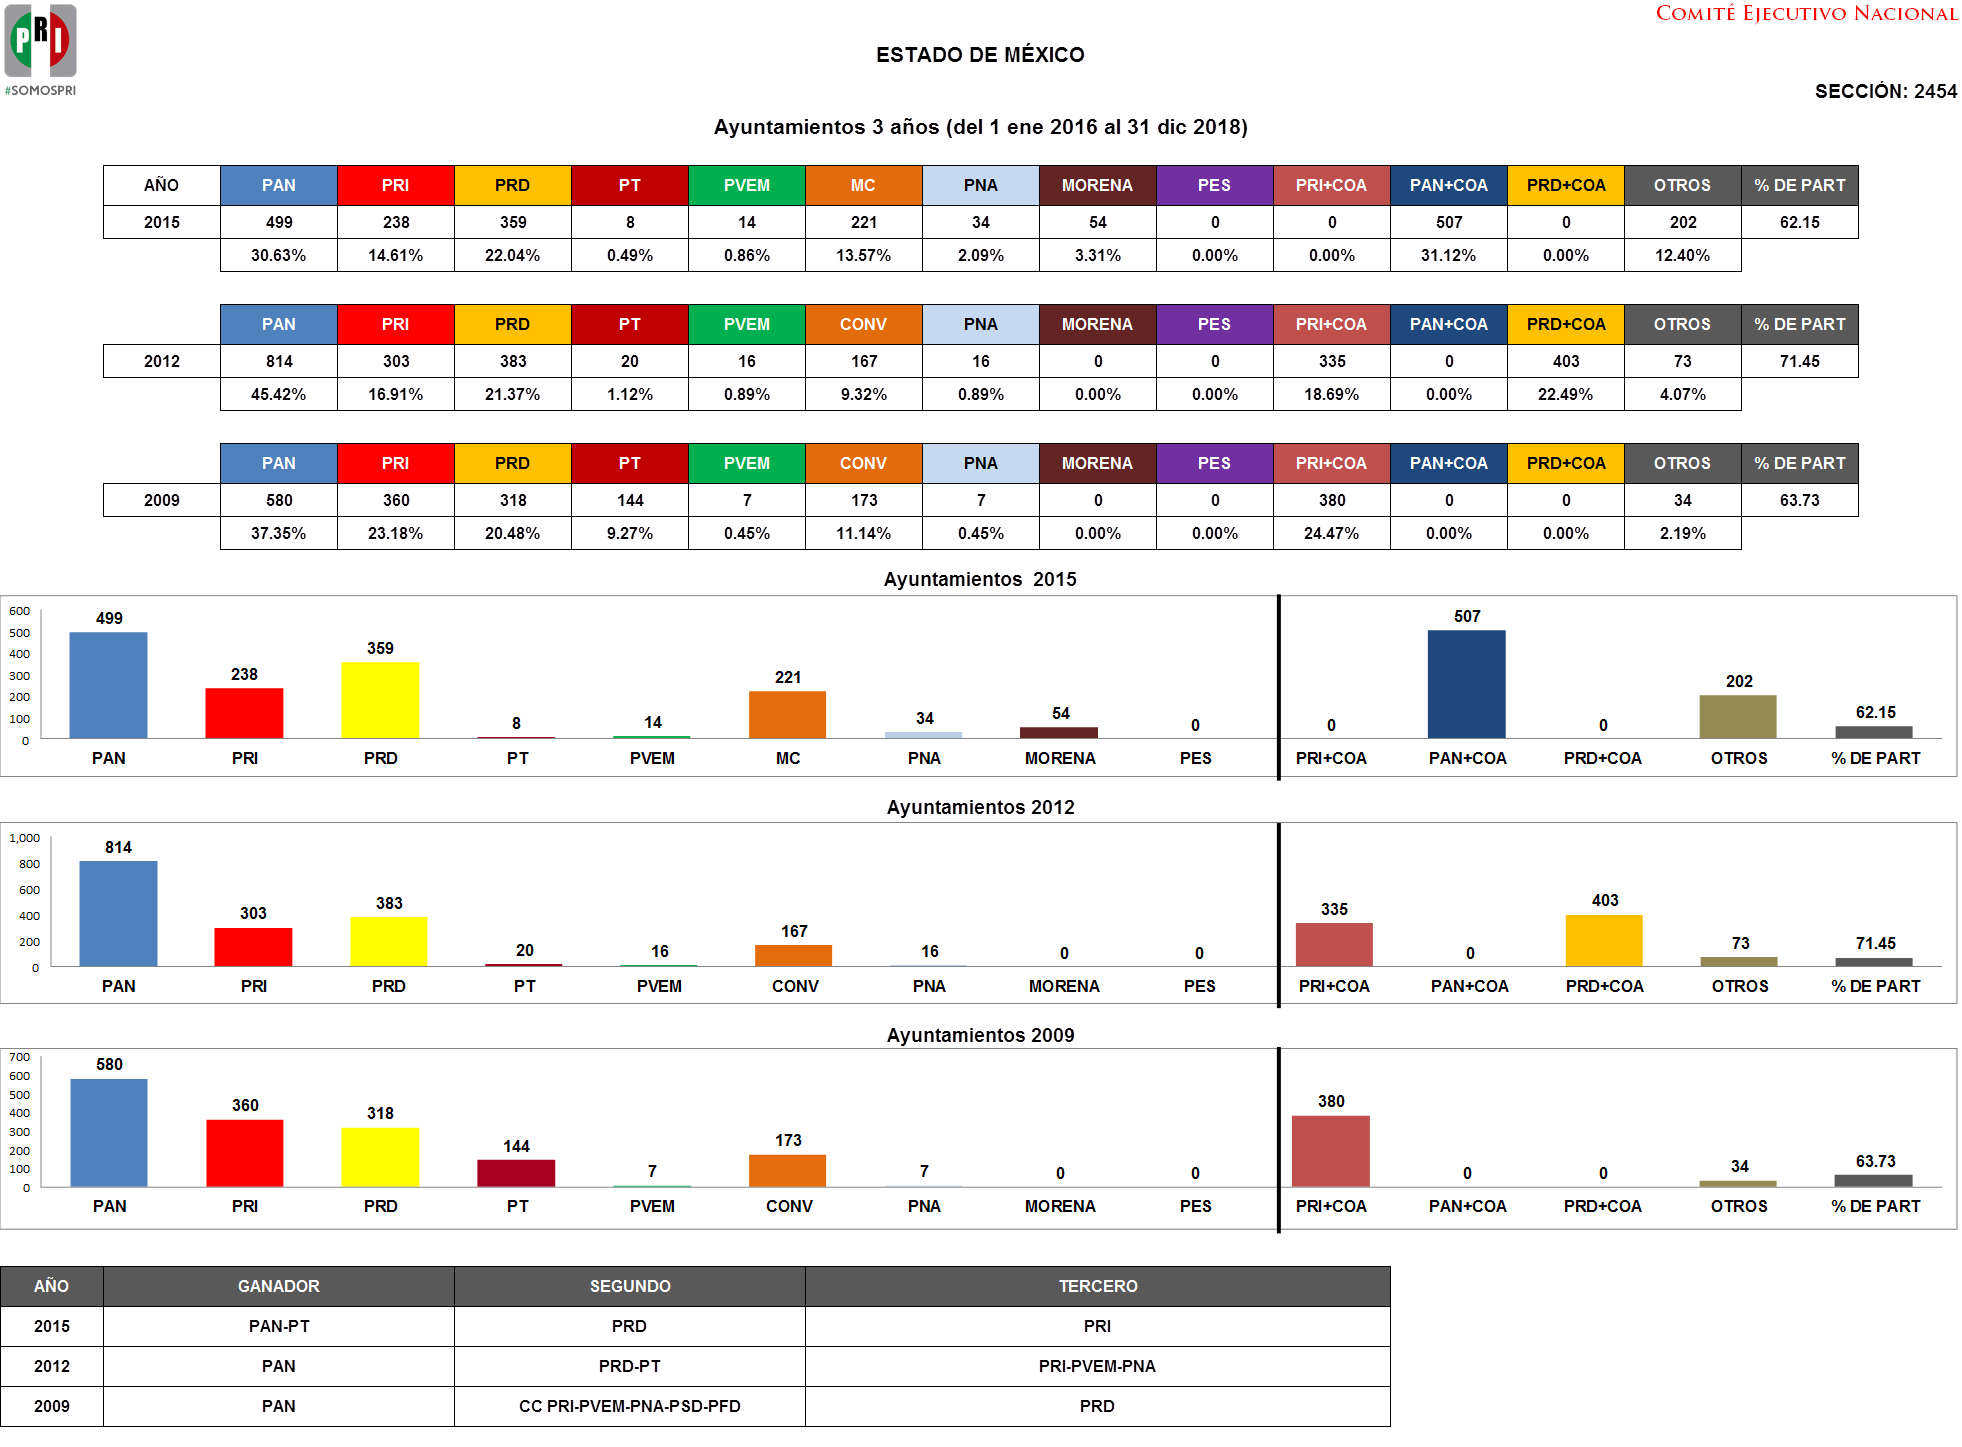 PRI
#SOMOSPRI
COMITÉ EJECUTIVO NACIONAL
ESTADO DE MÉXICO
SECCIÓN: 2454
Ayuntamientos 3 años (del 1 ene 2016 al 31 dic 2018)
AÑO PAN PRI PRD PT PVEM MC PNA MORENA PES PRI+COA PAN+COA PRD+COA OTROS % DE PART
2015 499 238 359 8 14 221 34 54 0 0 507 0 202 62.15
30.63% 14.61% 22.04% 0.49% 0.86% 13.57% 2.09% 3.31% 0.00% 0.00% 31.12% 0.00% 12.40%
PAN PRI PRD PT PVEM CONV PNA MORENA PES PRI+COA PAN+COA PRD+COA OTROS % DE PART
2012 814 303 383 20 16 167 16 0 0 335 0 403 73 71.45
45.42% 16.91% 21.37% 1.12% 0.89% 9.32% 0.89% 0.00% 0.00% 18.69% 0.00% 22.49% 4.07%
PAN PRI PRD PT PVEM CONV PNA MORENA PES PRI+COA PAN+COA PRD+COA OTROS % DE PART
2009 580 360 318 144 7 173 7 0 0 380 0 0 34 63.73
37.35% 23.18% 20.48% 9.27% 0.45% 11.14% 0.45% 0.00% 0.00% 24.47% 0.00% 0.00% 2.19%
Ayuntamientos 2015
600
500
400
300
200
100
0
499 238 359 8 14 221 34 54 0 0 507 0 202 62.15
PAN PRI PRD PT PVEM MC PNA MORENA PES PRI+COA PAN+COA PRD+COA OTROS % DE PART
Ayuntamientos 2012
1,000
800
600
400
200
0
814 303 383 20 16 167 16 0 0 335 0 403 73 71.45
PAN PRI PRD PT PVEM CONV PNA MORENA PES PRI+COA PAN+COA PRD+COA OTROS % DE PART
Ayuntamientos 2009
700
600
500
400
300
200
100
0
580 360 318 144 7 173 7 0 0 380 0 0 34 63.73
PAN PRI PRD PT PVEM CONV PNA MORENA PES PRI+COA PAN+COA PRD+COA OTROS % DE PART
AÑO GANADOR SEGUNDO TERCERO
2015 PAN-PT PRD PRI
2012 PAN PRD-PT PRI-PVEM-PNA
2009 PAN CC PRI-PVEM-PNA-PSD-PFD PRD